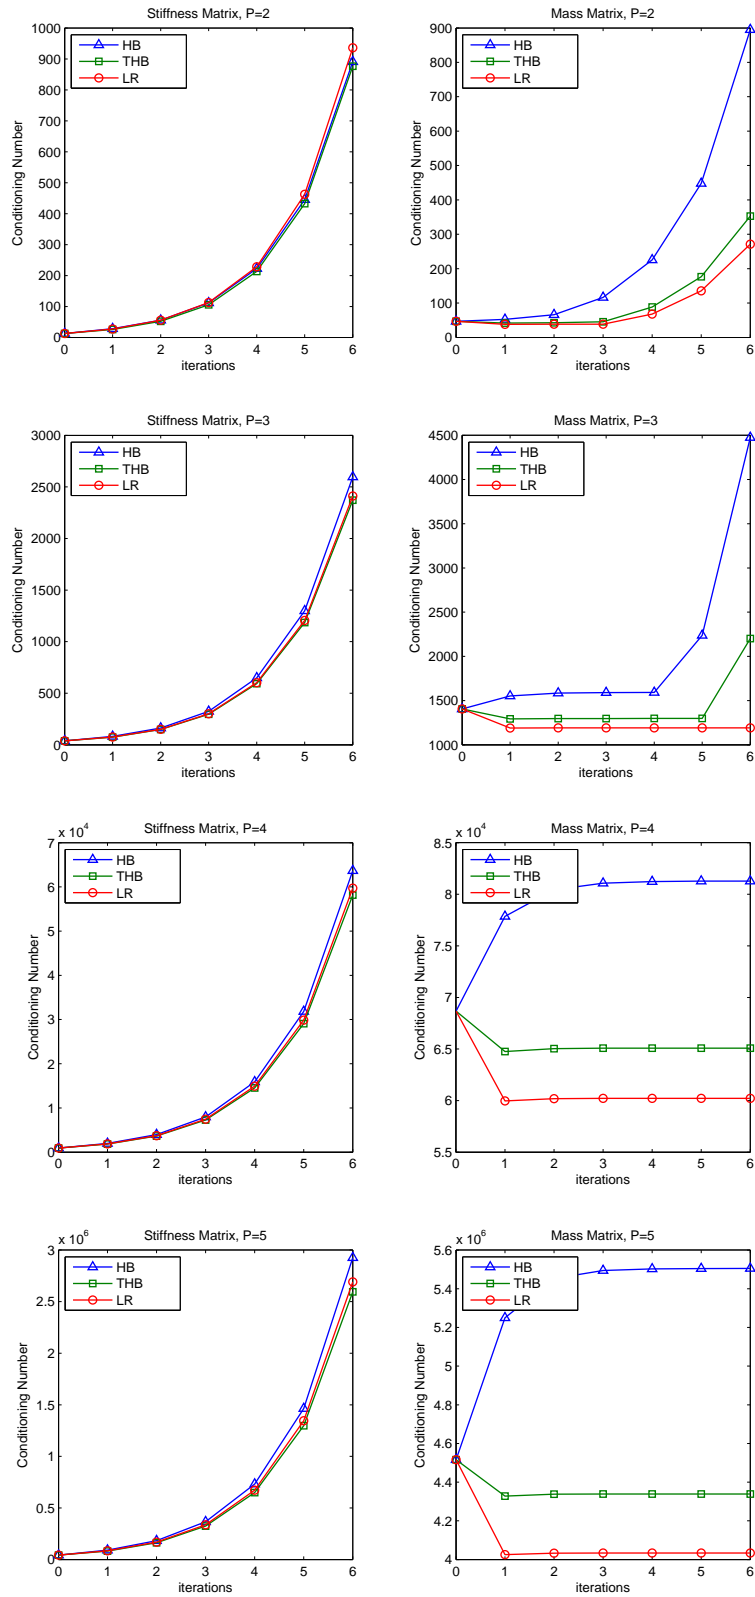 Stiffness Matrix, P=2
1000
900
800
700
600
500
400
300
200
100
0
Conditioning Number
HB
THB
LR
0 1 2 3 4 5 6
iterations
Mass Matrix, P=2
900
800
700
600
500
400
300
200
100
0
Conditioning Number
HB
THB
LR
0 1 2 3 4 5 6
iterations
Stiffness Matrix, P=3
3000
2500
2000
1500
1000
500
0
Conditioning Number
HB
THB
LR
0 1 2 3 4 5 6
iterations
Mass Matrix, P=3
4500
4000
3500
3000
2500
2000
1500
1000
Conditioning Number
HB
THB
LR
0 1 2 3 4 5 6
iterations
Stiffness Matrix, P=4
x 10^4
7
6
5
4
3
2
1
0
Conditioning Number
HB
THB
LR
0 1 2 3 4 5 6
iterations
Mass Matrix, P=4
x 10^4
8.5
8
7.5
7
6.5
6
5.5
Conditioning Number
HB
THB
LR
0 1 2 3 4 5 6
iterations
Stiffness Matrix, P=5
x 10^6
3
2.5
2
1.5
1
0.5
0
Conditioning Number
HB
THB
LR
0 1 2 3 4 5 6
iterations
Mass Matrix, P=5
x 10^6
5.6
5.4
5.2
5
4.8
4.6
4.4
4.2
4
Conditioning Number
HB
THB
LR
0 1 2 3 4 5 6
iterations